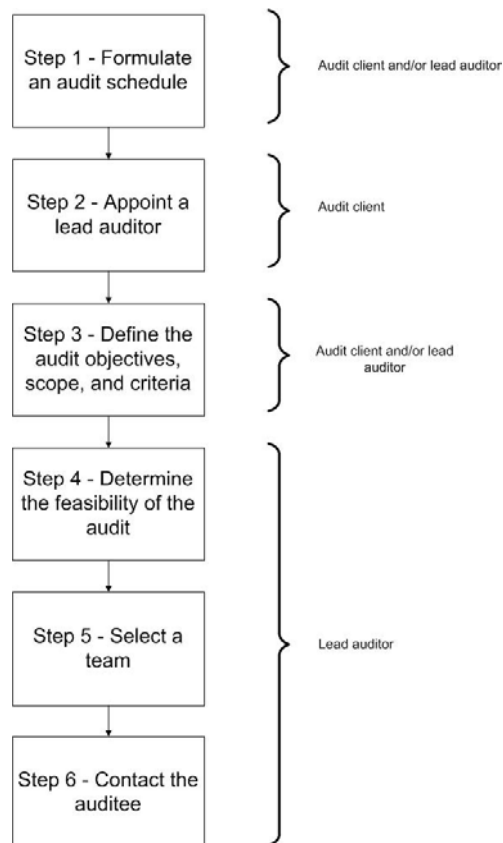 Step 1 - Formulate
an audit schedule
Audit client and/or lead auditor
Step 2 - Appoint a
lead auditor
Audit client
Step 3 - Define the
audit objectives,
scope, and criteria
Audit client and/or lead
auditor
Step 4 - Determine
the feasibility of the
audit
Step 5 - Select a
team
Lead auditor
Step 6 - Contact the
auditee